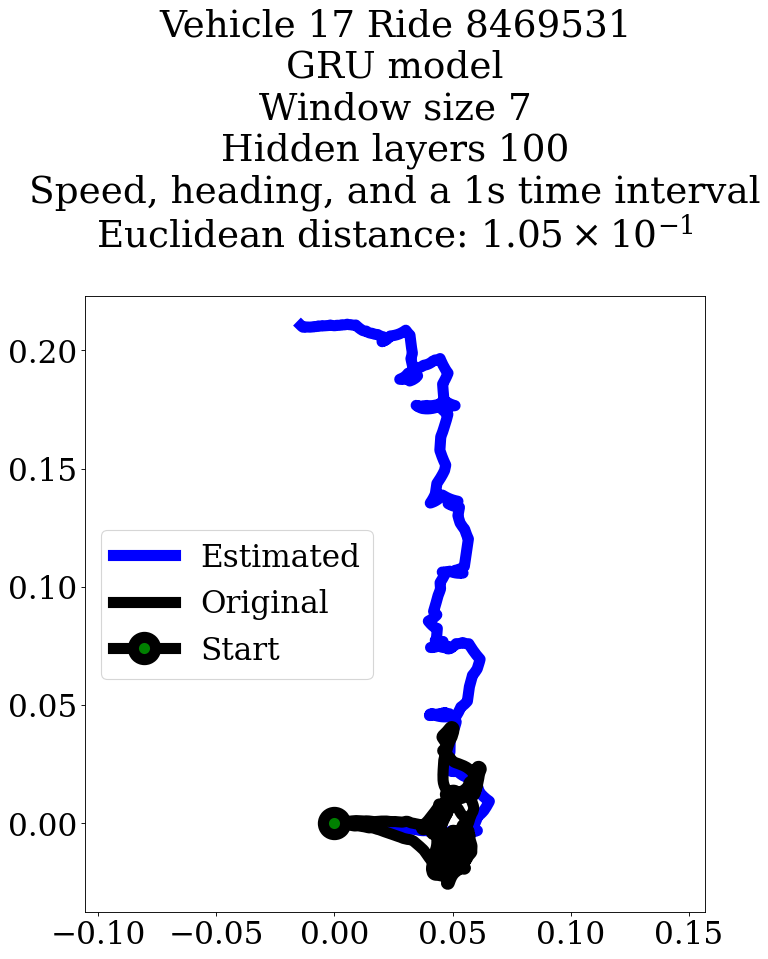 Vehicle 17 Ride 8469531
GRU model
Window size 7
Hidden layers 100
Speed, heading, and a 1s time interval
Euclidean distance: 1.05 × 10⁻¹
0.20
0.15
0.10
0.05
0.00
Estimated
Original
Start
−0.10 −0.05 0.00 0.05 0.10 0.15